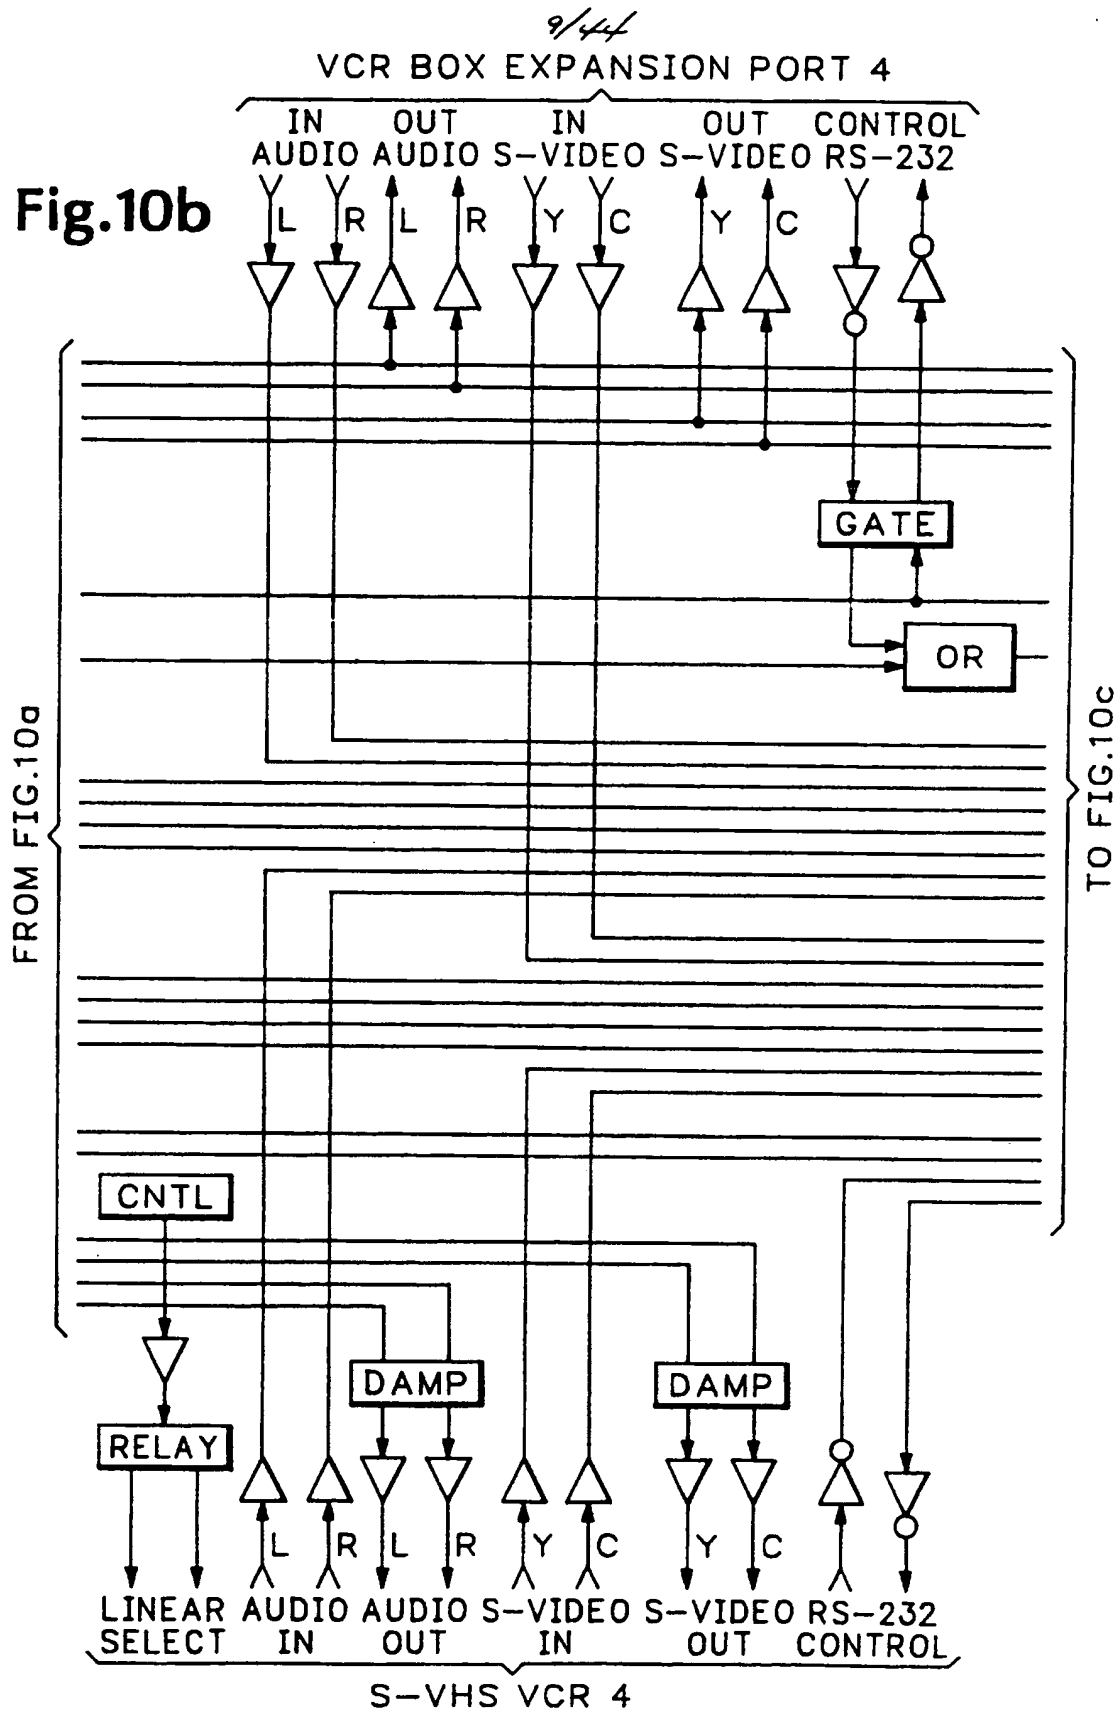 9/44
VCR BOX EXPANSION PORT 4
IN OUT IN OUT CONTROL
AUDIO AUDIO S-VIDEO S-VIDEO RS-232
Fig.10b
L R L R Y C Y C
GATE
OR
FROM FIG.10a
TO FIG.10c
CNTL
DAMP DAMP
RELAY
L R L R Y C Y C
LINEAR AUDIO AUDIO S-VIDEO S-VIDEO RS-232
SELECT IN OUT IN OUT CONTROL
S-VHS VCR 4